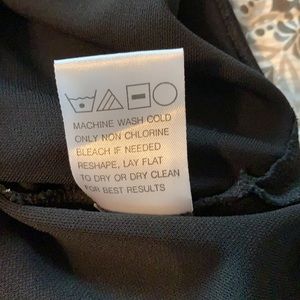 MACHINE WASH COLD
ONLY NON CHLORINE
BLEACH IF NEEDED
RESHAPE, LAY FLAT
TO DRY OR DRY CLEAN
FOR BEST RESULTS